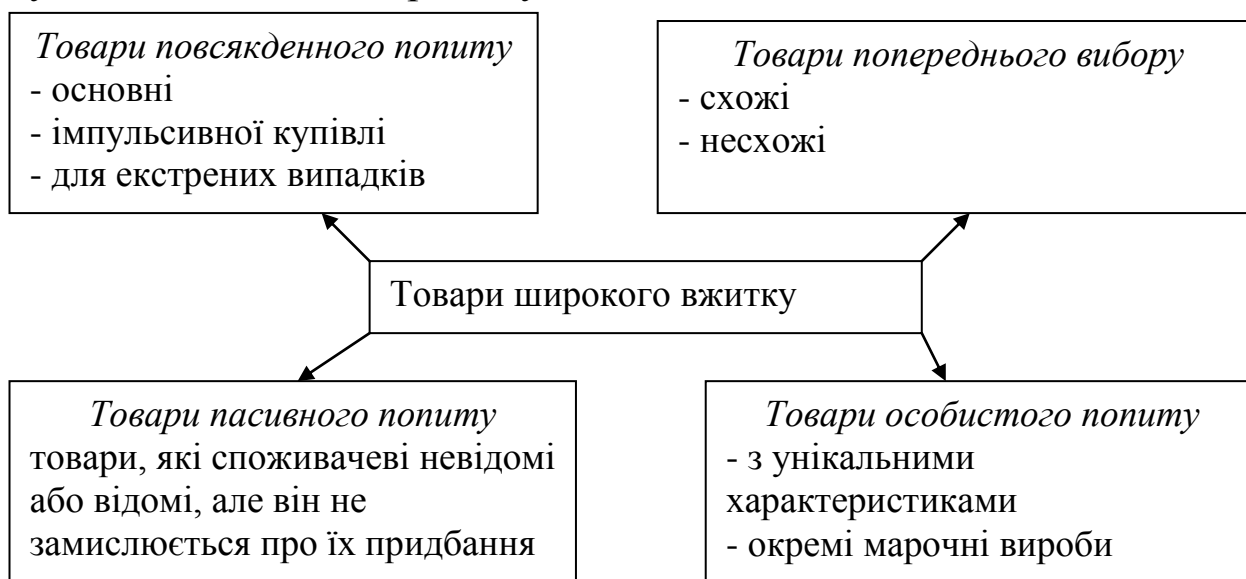 Товари повсякденного попиту
- основні
- імпульсивної купівлі
- для екстрених випадків
Товари попереднього вибору
- схожі
- несхожі
Товари широкого вжитку
Товари пасивного попиту
товари, які споживачеві невідомі
або відомі, але він не
замислюється про їх придбання
Товари особистого попиту
- з унікальними
характеристиками
- окремі марочні вироби